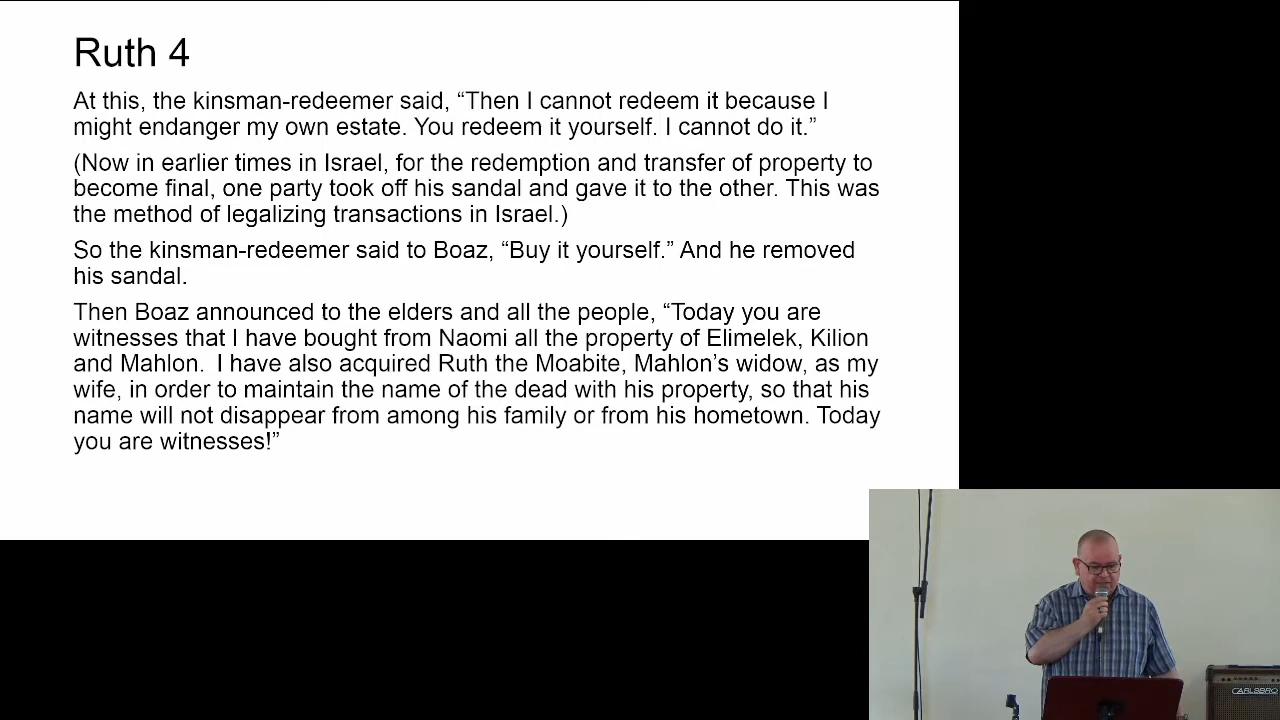 Ruth 4
At this, the kinsman-redeemer said, “Then I cannot redeem it because I
might endanger my own estate. You redeem it yourself. I cannot do it.”
(Now in earlier times in Israel, for the redemption and transfer of property to
become final, one party took off his sandal and gave it to the other. This was
the method of legalizing transactions in Israel.)
So the kinsman-redeemer said to Boaz, “Buy it yourself.” And he removed
his sandal.
Then Boaz announced to the elders and all the people, “Today you are
witnesses that I have bought from Naomi all the property of Elimelek, Kilion
and Mahlon.  I have also acquired Ruth the Moabite, Mahlon’s widow, as my
wife, in order to maintain the name of the dead with his property, so that his
name will not disappear from among his family or from his hometown. Today
you are witnesses!”
CARLSBRO